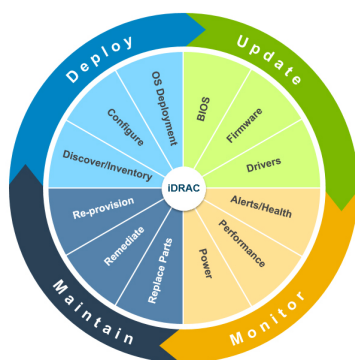 Deploy
Update
OS Deployment
BIOS
Configure
Firmware
Discover/Inventory
Drivers
iDRAC
Re-provision
Alerts/Health
Remediate
Performance
Replace Parts
Power
Maintain
Monitor